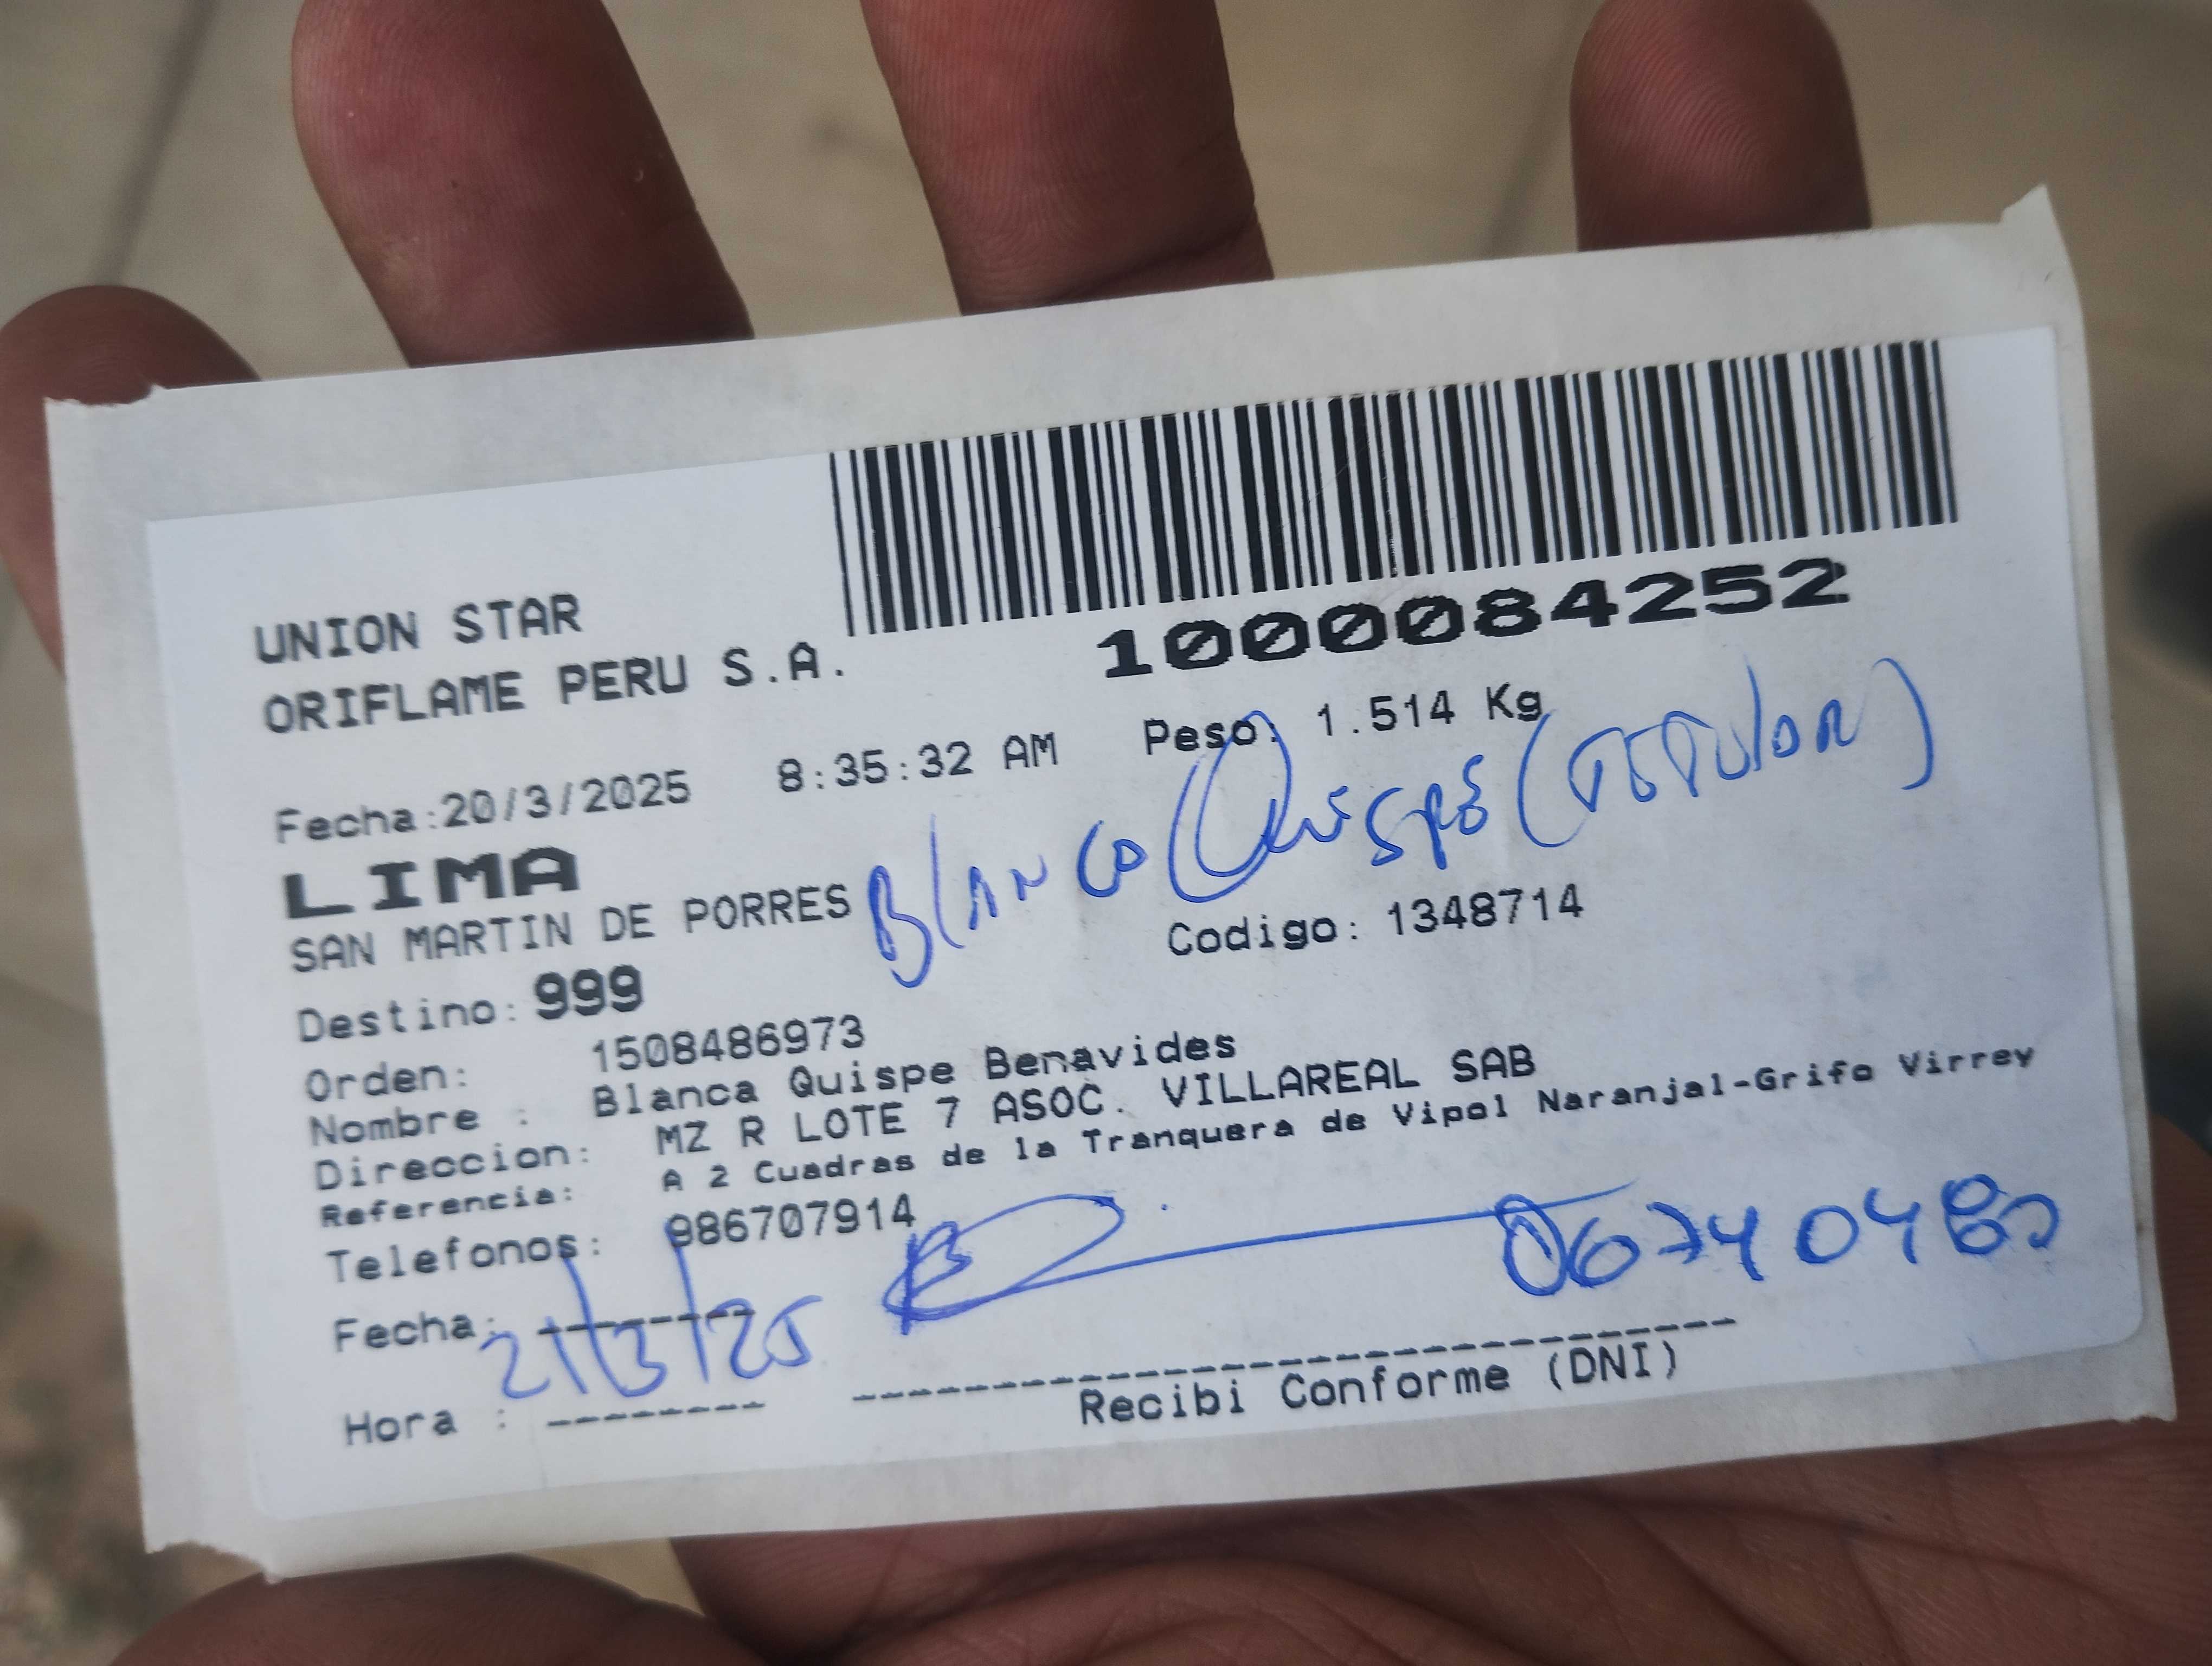 UNION STAR
ORIFLAME PERU S.A.
1000084252
Fecha:20/3/2025 8:35:32 AM Peso: 1.514 Kg
LIMA
SAN MARTIN DE PORRES
Blanca Quispe (TITULAR)
Codigo: 1348714
Destino: 999
Orden: 1508486973
Nombre : Blanca Quispe Benavides
Direccion: MZ R LOTE 7 ASOC. VILLAREAL SAB
Referencia: A 2 Cuadras de la Tranquera de Vipol Naranjal-Grifo Virrey
Telefonos: 986707914
Fecha: 21/3/25
Hora :
Recibi Conforme (DNI)